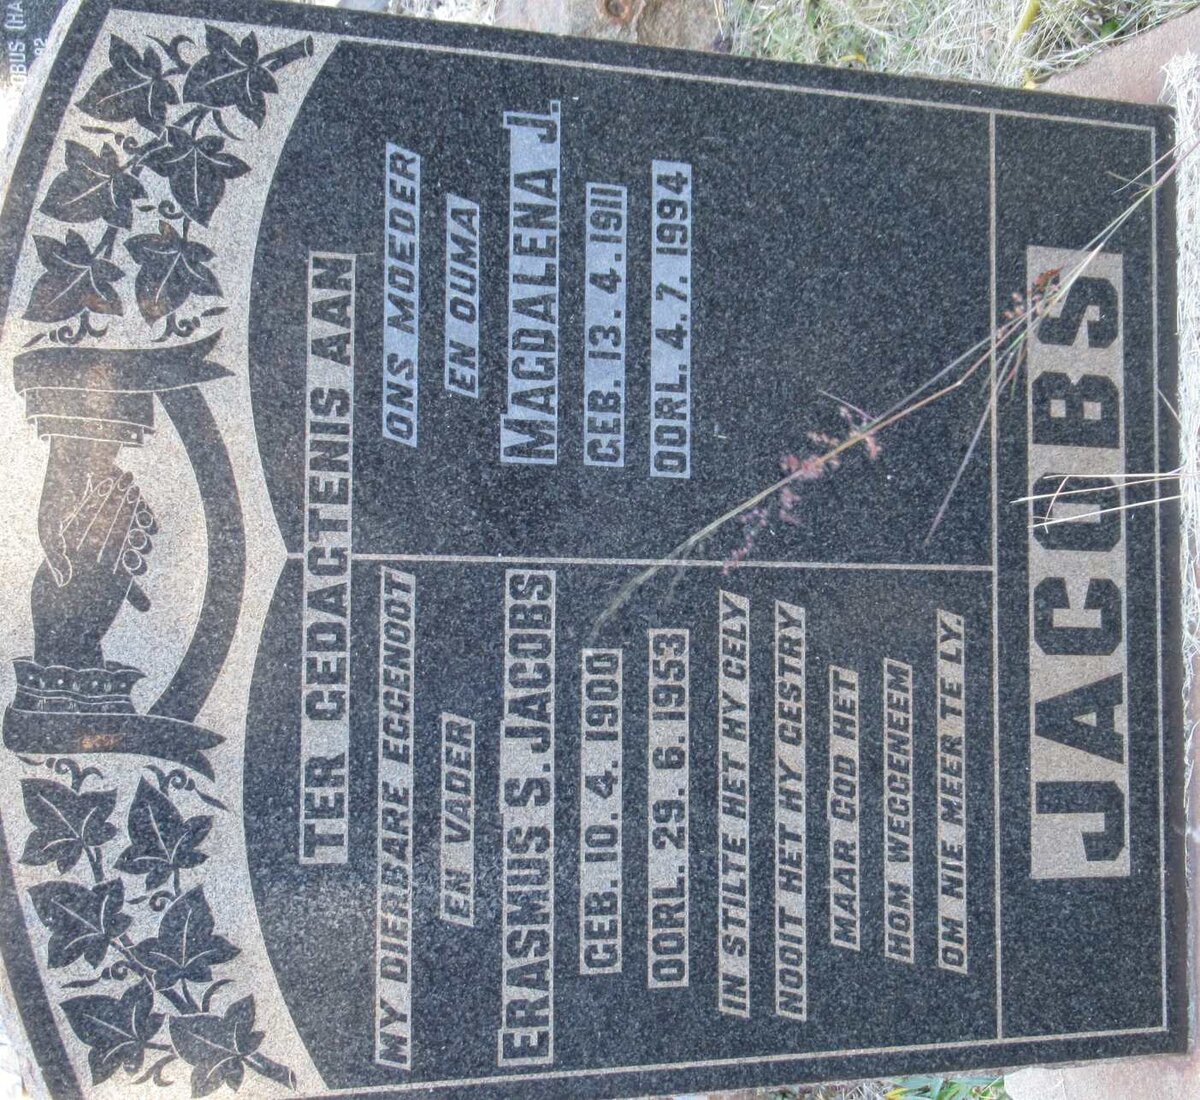 TER GEDAGTENIS AAN
MY DIERBARE EGGENOOT
EN VADER
ERASMUS S. JACOBS
GEB. 10. 4. 1900
OORL. 29. 6. 1953
IN STILTE HET HY GELY
NOOIT HET HY GESTRY
MAAR GOD HET
HOM WEGGENEEM
OM NIE MEER TE LY.
ONS MOEDER
EN OUMA
MAGDALENA J.
GEB. 13. 4. 1911
OORL. 4. 7. 1994
JACOBS